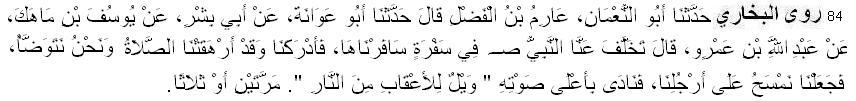 84 روى البخاري حَدَّثَنَا أَبُو النُّعْمَانِ، عَارِمُ بْنُ الْفَضْلِ قَالَ حَدَّثَنَا أَبُو عَوَانَةَ، عَنْ أَبِي بِشْرٍ، عَنْ يُوسُفَ بْنِ مَاهَكَ،
عَنْ عَبْدِ اللَّهِ بْنِ عَمْرٍو، قَالَ تَخَلَّفَ عَنَّا النَّبِيُّ صــ فِي سَفْرَةٍ سَافَرْنَاهَا، فَأَدْرَكَنَا وَقَدْ أَرْهَقَتْنَا الصَّلاَةُ وَنَحْنُ نَتَوَضَّأُ،
فَجَعَلْنَا نَمْسَحُ عَلَى أَرْجُلِنَا، فَنَادَى بِأَعْلَى صَوْتِهِ " وَيْلٌ لِلأَعْقَابِ مِنَ النَّارِ ". مَرَّتَيْنِ أَوْ ثَلاَثًا.